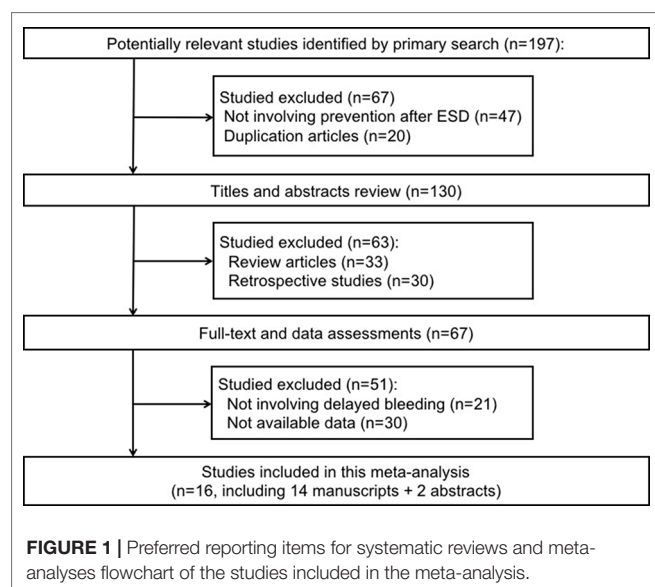 Potentially relevant studies identified by primary search (n=197):
Studied excluded (n=67)
Not involving prevention after ESD (n=47)
Duplication articles (n=20)
Titles and abstracts review (n=130)
Studied excluded (n=63):
Review articles (n=33)
Retrospective studies (n=30)
Full-text and data assessments (n=67)
Studied excluded (n=51):
Not involving delayed bleeding (n=21)
Not available data (n=30)
Studies included in this meta-analysis
(n=16, including 14 manuscripts + 2 abstracts)
FIGURE 1 | Preferred reporting items for systematic reviews and meta-
analyses flowchart of the studies included in the meta-analysis.